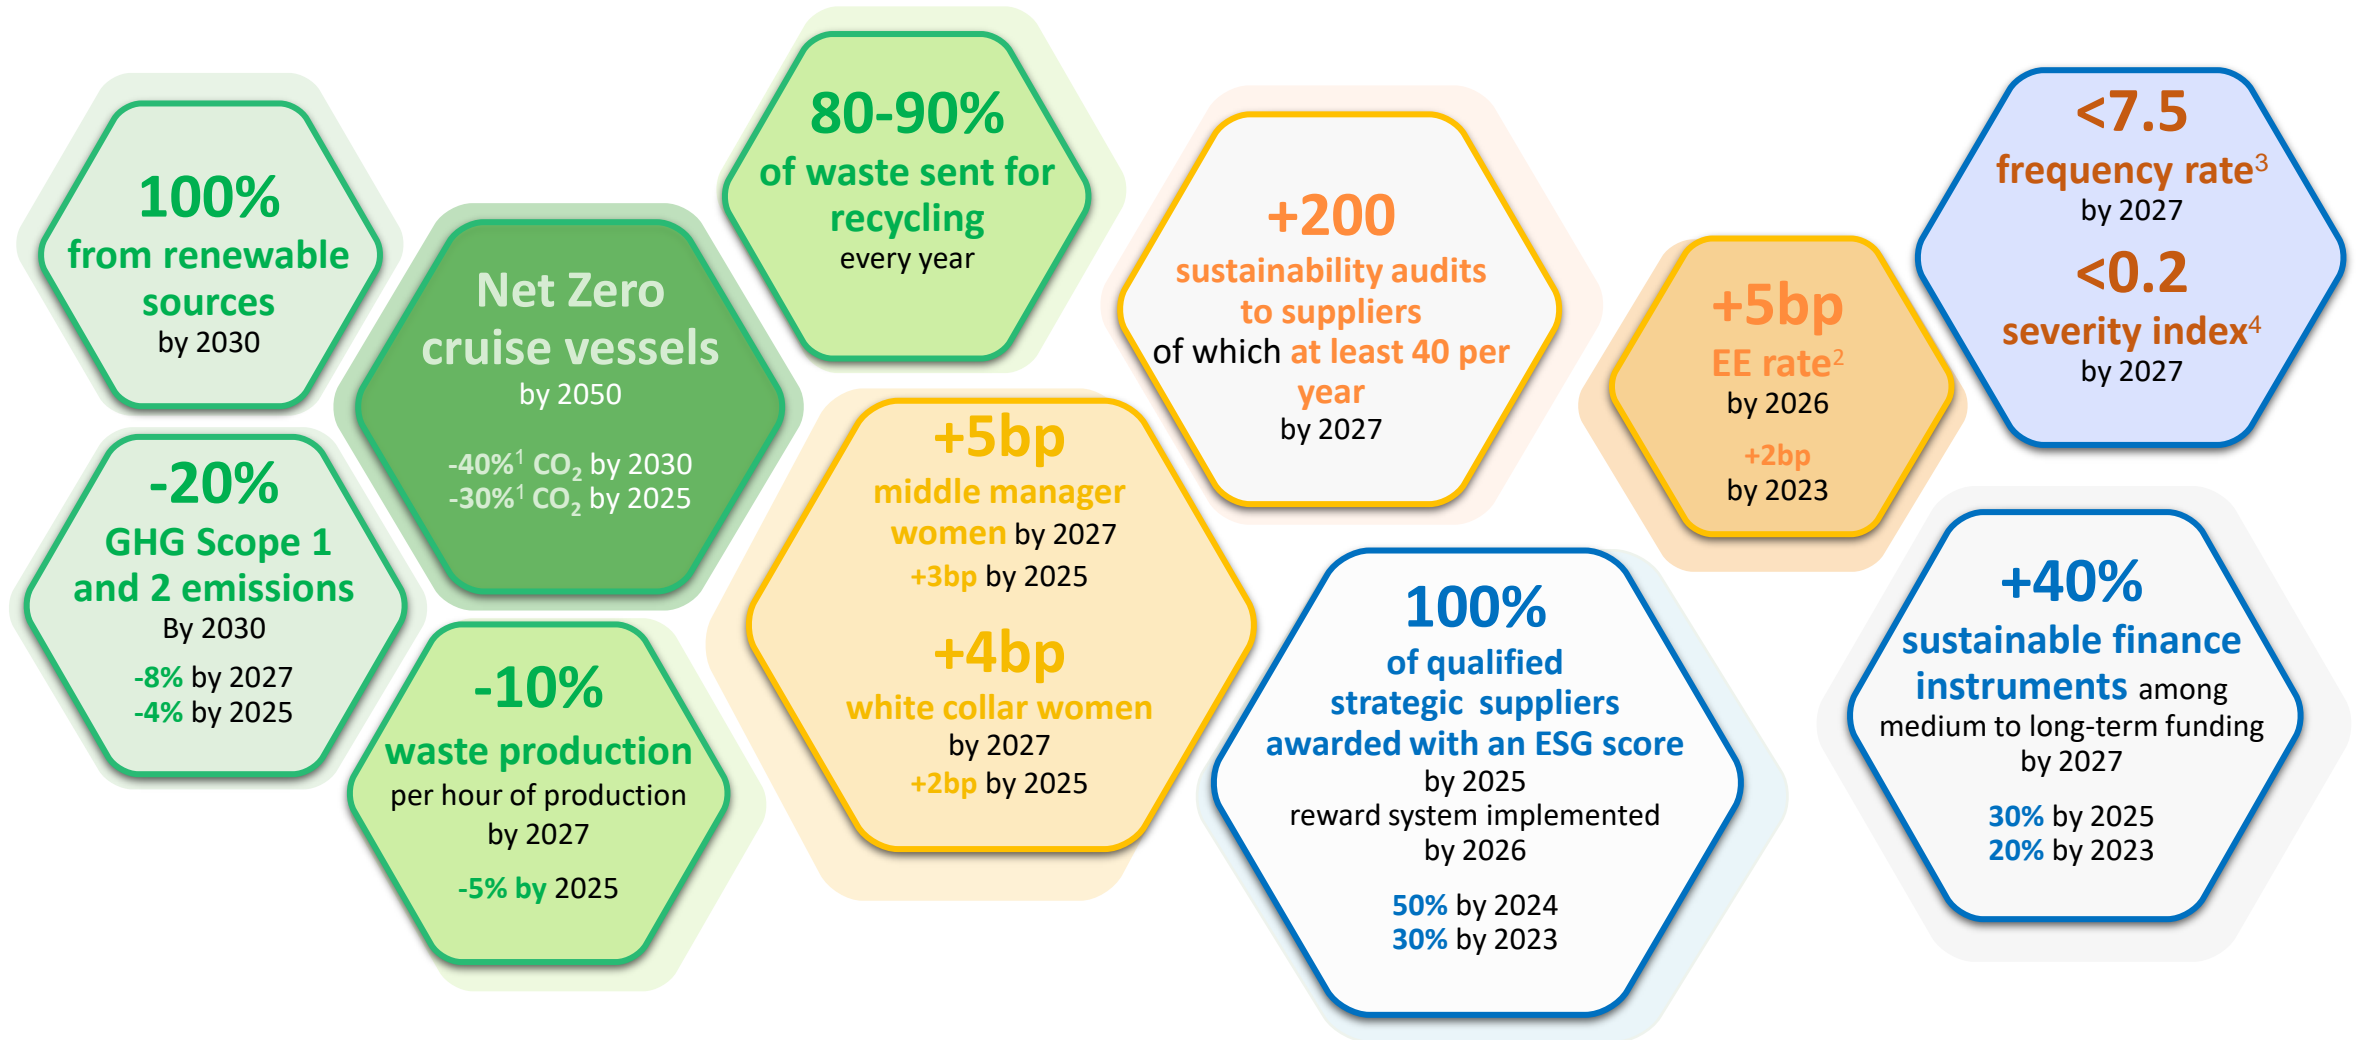 100%
from renewable
sources
by 2030
-20%
GHG Scope 1
and 2 emissions
By 2030
-8% by 2027
-4% by 2025
Net Zero
cruise vessels
by 2050
-40%¹ CO₂ by 2030
-30%¹ CO₂ by 2025
-10%
waste production
per hour of production
by 2027
-5% by 2025
80-90%
of waste sent for
recycling
every year
+5bp
middle manager
women by 2027
+3bp by 2025
+4bp
white collar women
by 2027
+2bp by 2025
+200
sustainability audits
to suppliers
of which at least 40 per
year
by 2027
100%
of qualified
strategic suppliers
awarded with an ESG score
by 2025
reward system implemented
by 2026
50% by 2024
30% by 2023
+5bp
EE rate²
by 2026
+2bp
by 2023
<7.5
frequency rate³
by 2027
<0.2
severity index⁴
by 2027
+40%
sustainable finance
instruments among
medium to long-term funding
by 2027
30% by 2025
20% by 2023